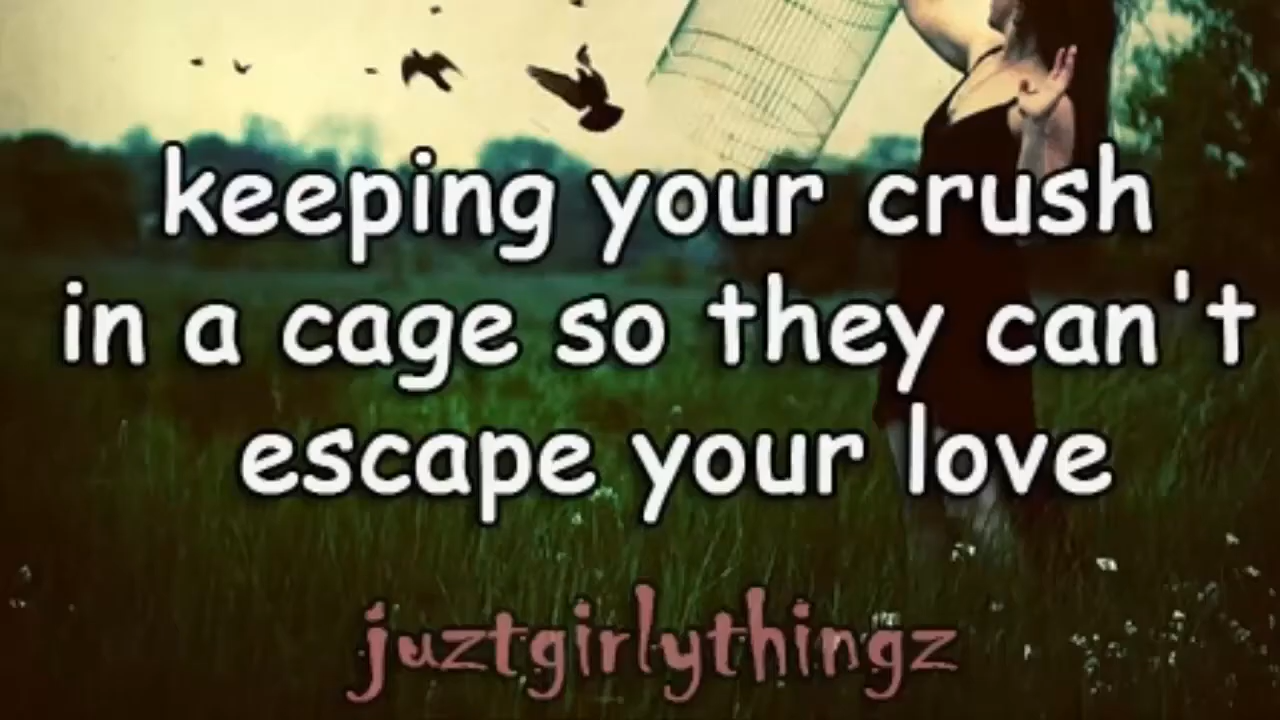 keeping your crush
in a cage so they can't
escape your love
juztgirlythingz